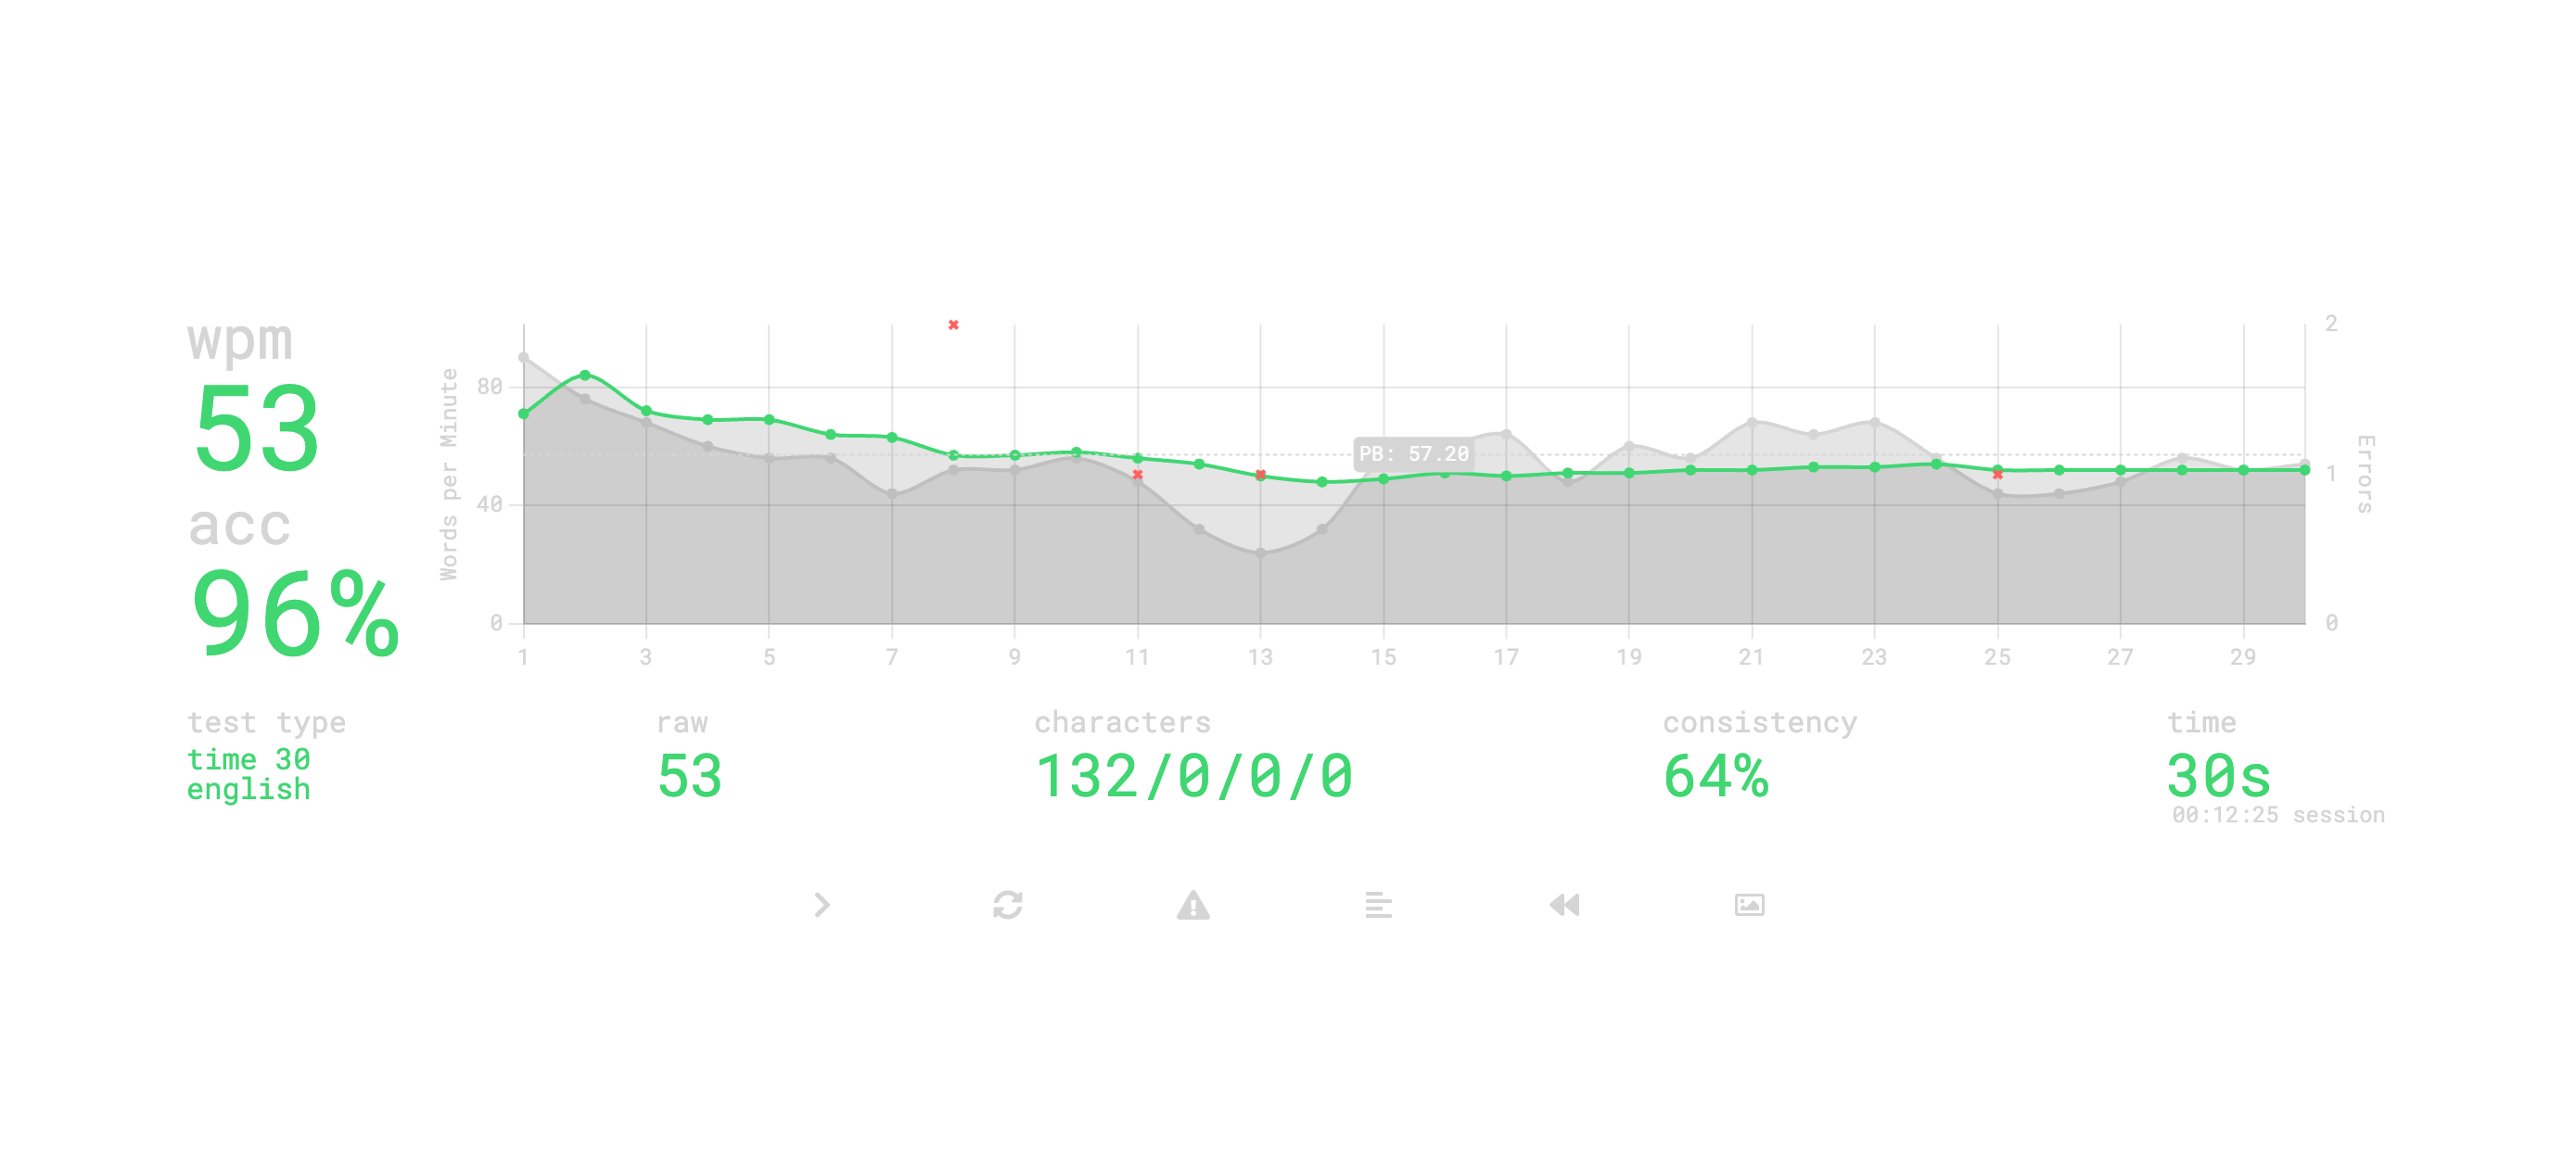 wpm
53
acc
96%
Words per Minute
80
40
0
2
1
0
Errors
PB: 57.20
1 3 5 7 9 11 13 15 17 19 21 23 25 27 29
test type
time 30
english
raw
53
characters
132/0/0/0
consistency
64%
time
30s
00:12:25 session